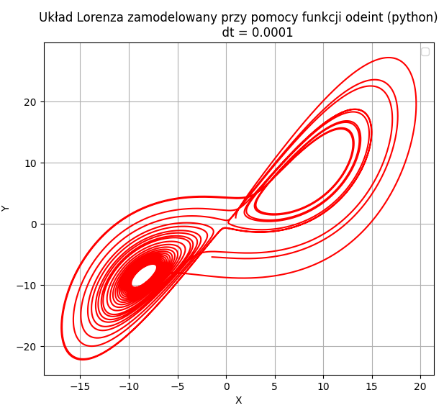 Układ Lorenza zamodelowany przy pomocy funkcji odeint (python)
dt = 0.0001
20
10
0
−10
−20
Y
−15 −10 −5 0 5 10 15 20
X